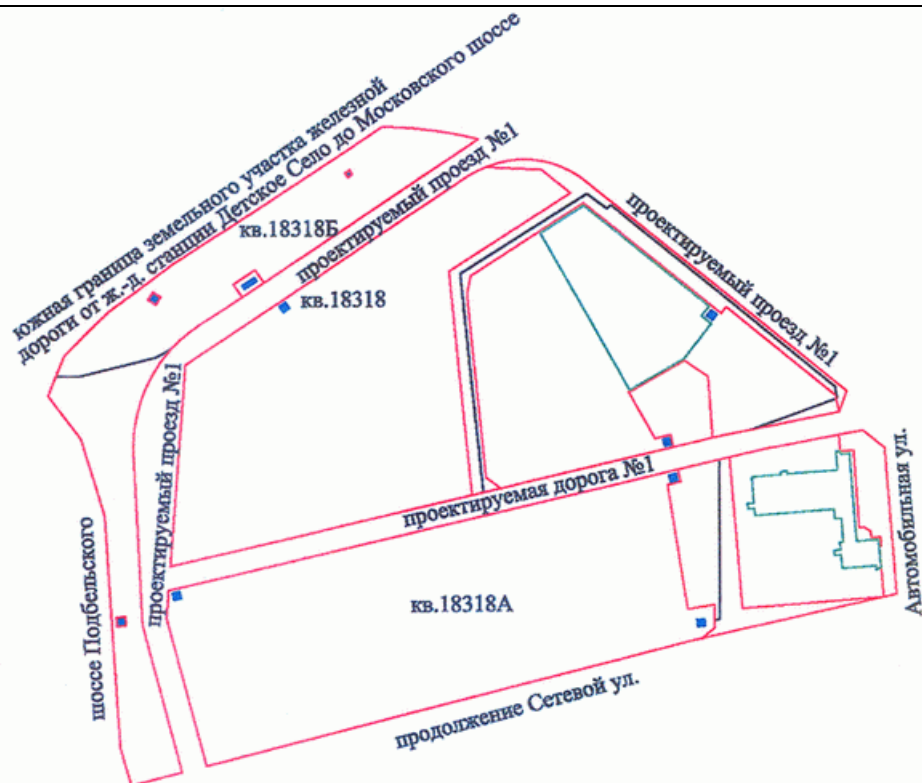 южная граница земельного участка железной
дороги от ж.-д. станции Детское Село до Московского шоссе
проектируемый проезд №1
кв.18318Б
кв.18318
проектируемый проезд №1
проектируемый проезд №1
проектируемая дорога №1
шоссе Подбельского
кв.18318А
Автомобильная ул.
продолжение Сетевой ул.